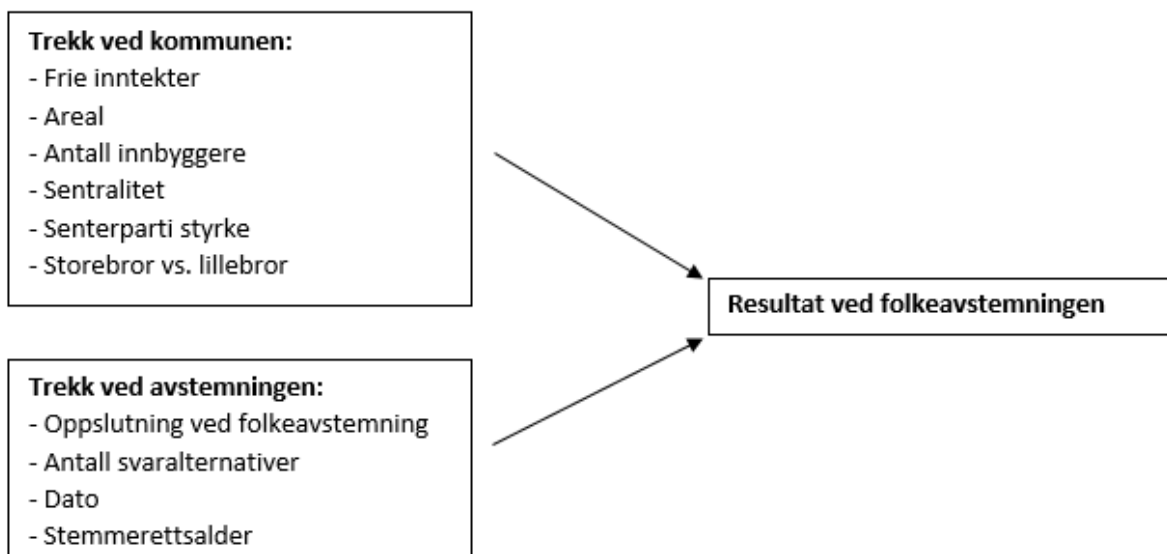 Trekk ved kommunen:
- Frie inntekter
- Areal
- Antall innbyggere
- Sentralitet
- Senterparti styrke
- Storebror vs. lillebror
Resultat ved folkeavstemningen
Trekk ved avstemningen:
- Oppslutning ved folkeavstemning
- Antall svaralternativer
- Dato
- Stemmerettsalder